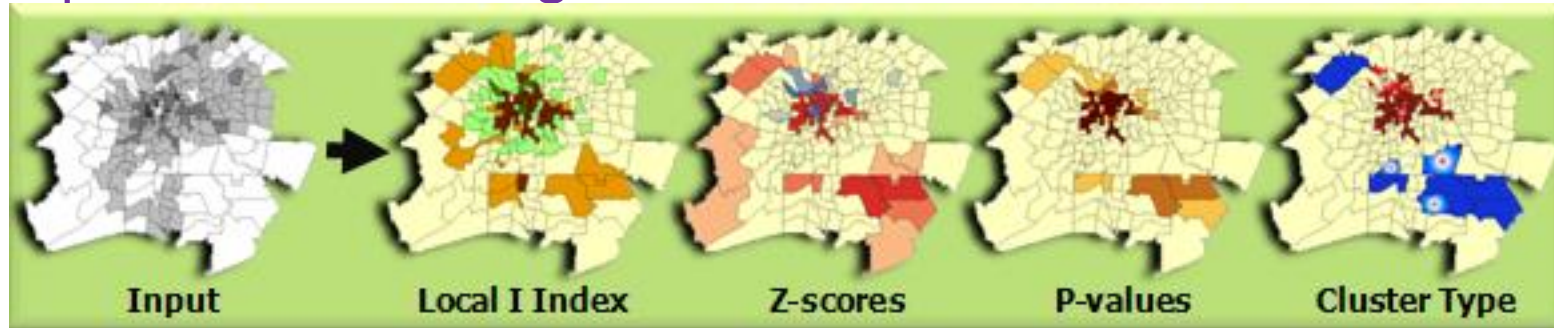 Input
Local I Index
Z-scores
P-values
Cluster Type